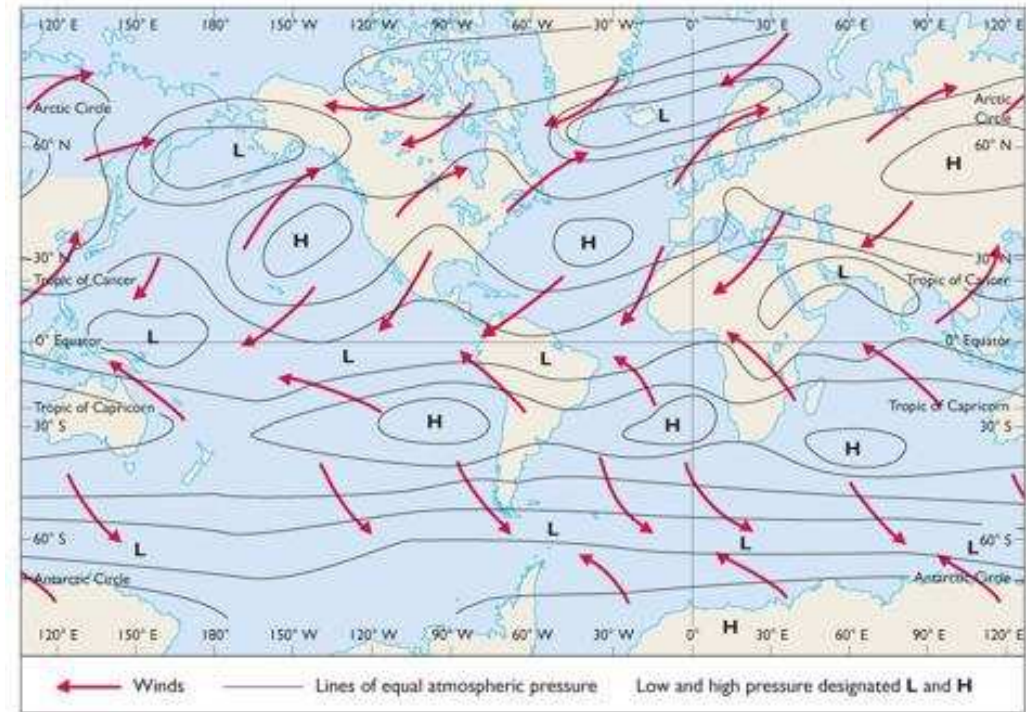 120° E 150° E 180° 150° W 120° W 90° W 60° W 30° W 0° 30° E 60° E 90° E 120° E
Arctic Circle
Arctic
Circle
L
60° N
L
60° N
H
H
H
30° N
30° N
Tropic of Cancer
L
Tropic of Cancer
L
0° Equator
0° Equator
L
L
Tropic of Capricorn
Tropic of Capricorn
30° S
H
H
30° S
H
60° S
L
L
L
L
60° S
Antarctic Circle
Antarctic Circle
H
120° E 150° E 180° 150° W 120° W 90° W 60° W 30° W 0° 30° E 60° E 90° E 120° E
Winds Lines of equal atmospheric pressure Low and high pressure designated L and H